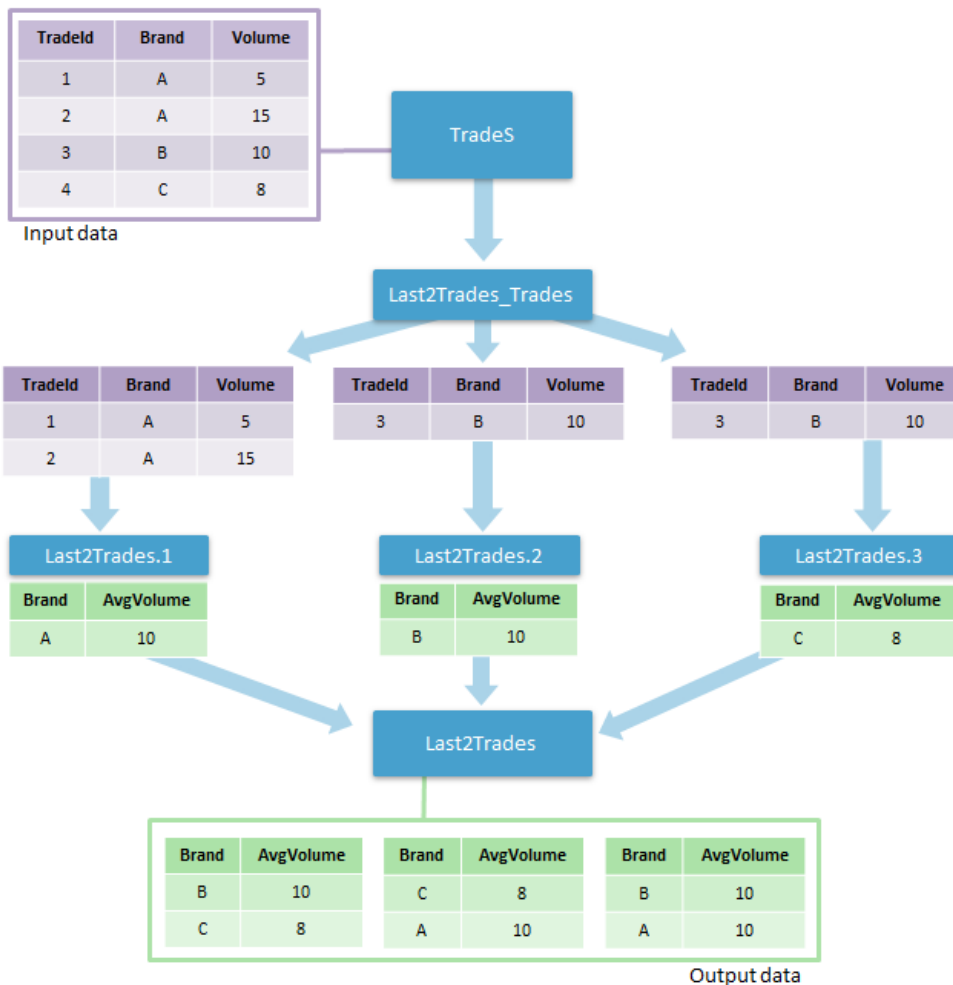 TradeId Brand Volume
1 A 5
2 A 15
3 B 10
4 C 8
Input data
TradeS
Last2Trades_Trades
TradeId Brand Volume
1 A 5
2 A 15
TradeId Brand Volume
3 B 10
TradeId Brand Volume
3 B 10
Last2Trades.1
Brand AvgVolume
A 10
Last2Trades.2
Brand AvgVolume
B 10
Last2Trades.3
Brand AvgVolume
C 8
Last2Trades
Brand AvgVolume
B 10
C 8
Brand AvgVolume
C 8
A 10
Brand AvgVolume
B 10
A 10
Output data